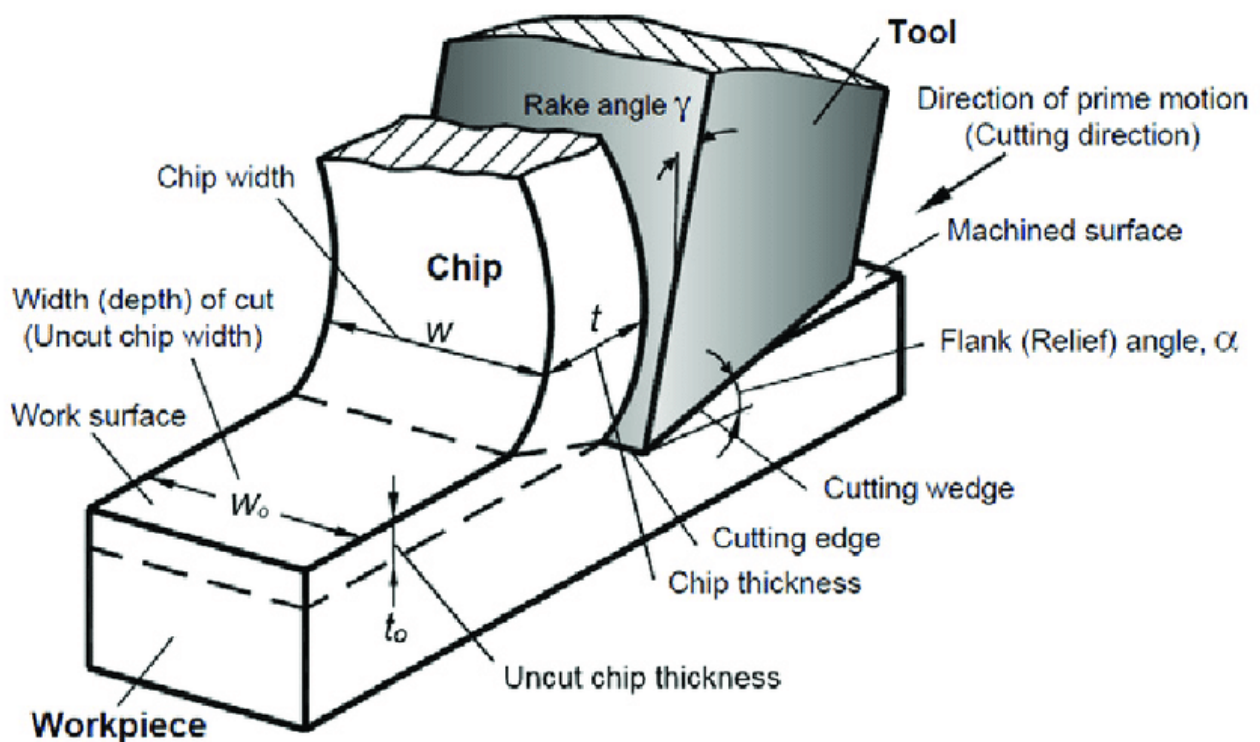 Tool
Rake angle γ
Direction of prime motion
(Cutting direction)
Chip width
Machined surface
Chip
Width (depth) of cut
(Uncut chip width)
w
t
Flank (Relief) angle, α
Work surface
Cutting wedge
wₒ
Cutting edge
Chip thickness
tₒ
Uncut chip thickness
Workpiece